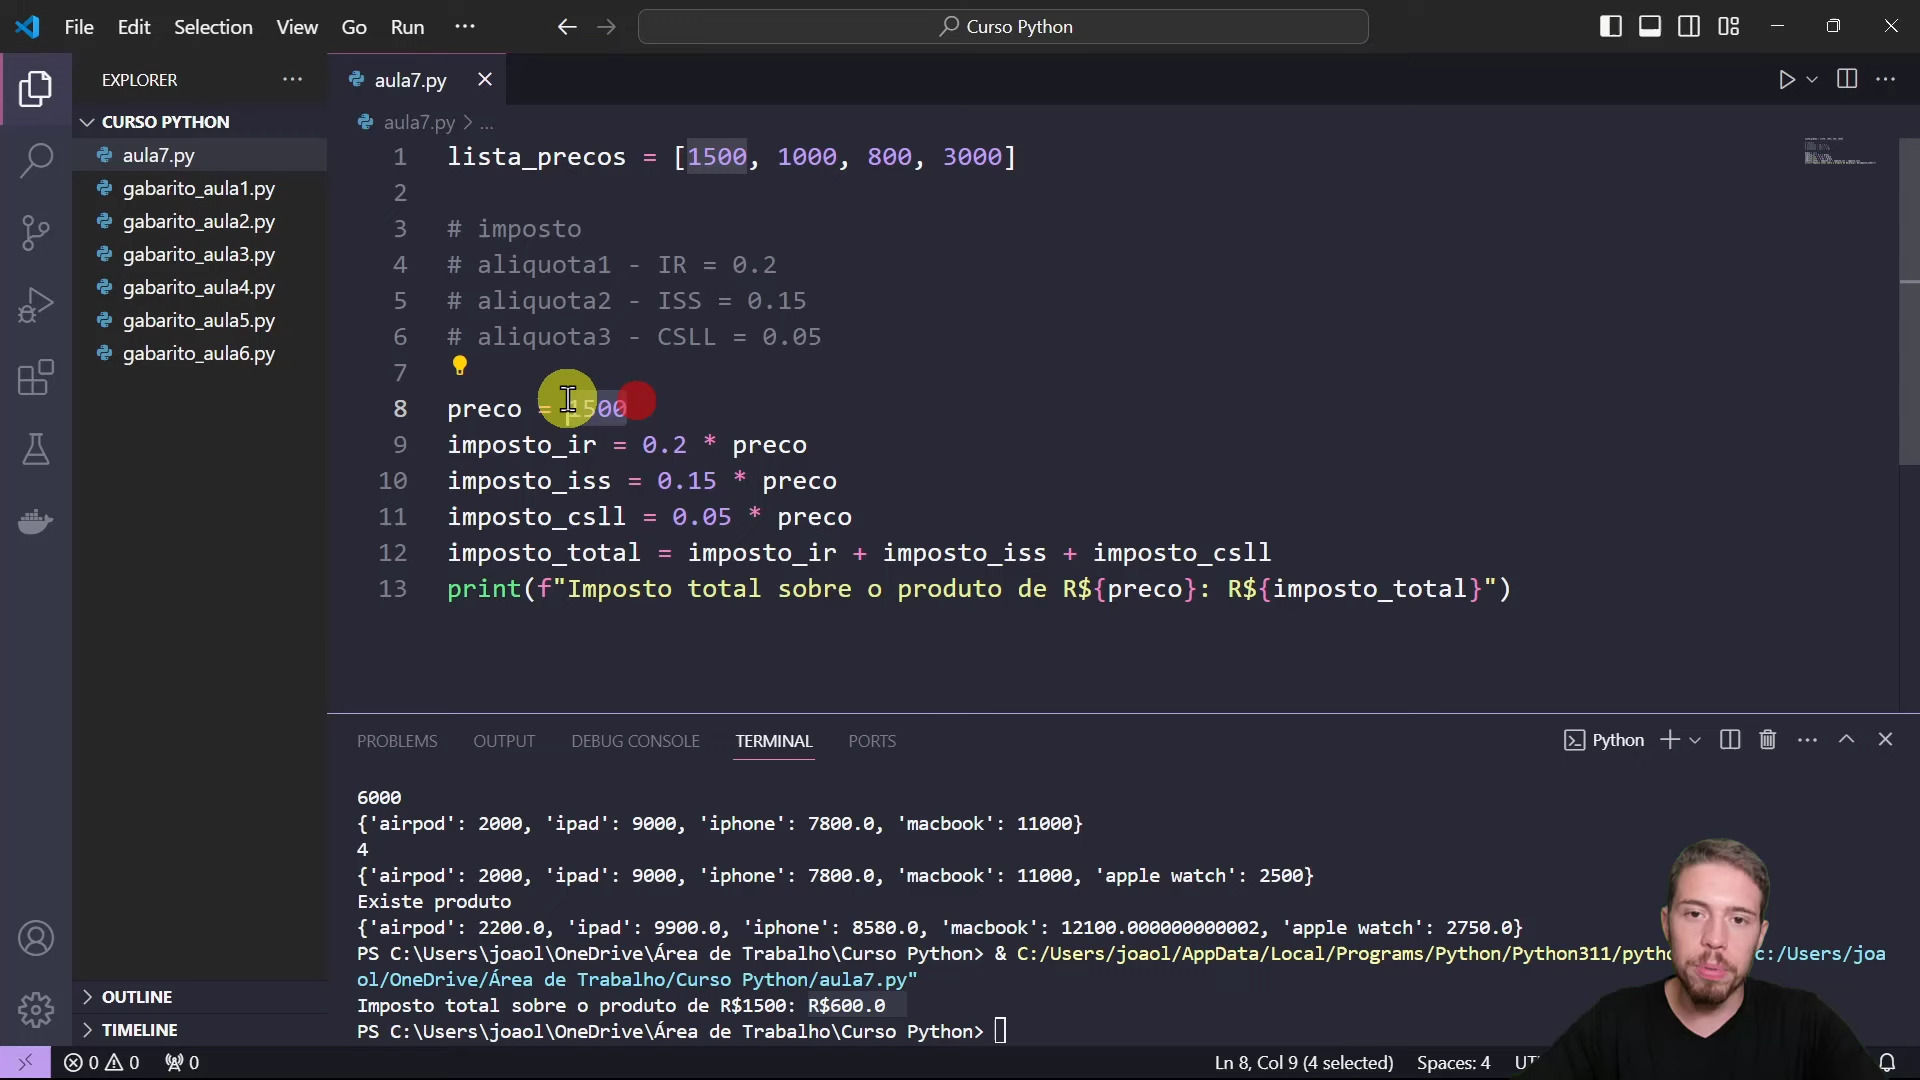 File Edit Selection View Go Run ···
Curso Python
EXPLORER ···
CURSO PYTHON
aula7.py
gabarito_aula1.py
gabarito_aula2.py
gabarito_aula3.py
gabarito_aula4.py
gabarito_aula5.py
gabarito_aula6.py
OUTLINE
TIMELINE
aula7.py
aula7.py > ...
1 lista_precos = [1500, 1000, 800, 3000]
2
3 # imposto
4 # aliquota1 - IR = 0.2
5 # aliquota2 - ISS = 0.15
6 # aliquota3 - CSLL = 0.05
7
8 preco = 1500
9 imposto_ir = 0.2 * preco
10 imposto_iss = 0.15 * preco
11 imposto_csll = 0.05 * preco
12 imposto_total = imposto_ir + imposto_iss + imposto_csll
13 print(f"Imposto total sobre o produto de R${preco}: R${imposto_total}")
PROBLEMS OUTPUT DEBUG CONSOLE TERMINAL PORTS
Python
6000
{'airpod': 2000, 'ipad': 9000, 'iphone': 7800.0, 'macbook': 11000}
4
{'airpod': 2000, 'ipad': 9000, 'iphone': 7800.0, 'macbook': 11000, 'apple watch': 2500}
Existe produto
{'airpod': 2200.0, 'ipad': 9900.0, 'iphone': 8580.0, 'macbook': 12100.000000000002, 'apple watch': 2750.0}
PS C:\Users\joaol\OneDrive\Área de Trabalho\Curso Python> & C:/Users/joaol/AppData/Local/Programs/Python/Python311/pytho c:/Users/joa
ol/OneDrive/Área de Trabalho/Curso Python/aula7.py"
Imposto total sobre o produto de R$1500: R$600.0
PS C:\Users\joaol\OneDrive\Área de Trabalho\Curso Python>
0 0 0
Ln 8, Col 9 (4 selected) Spaces: 4